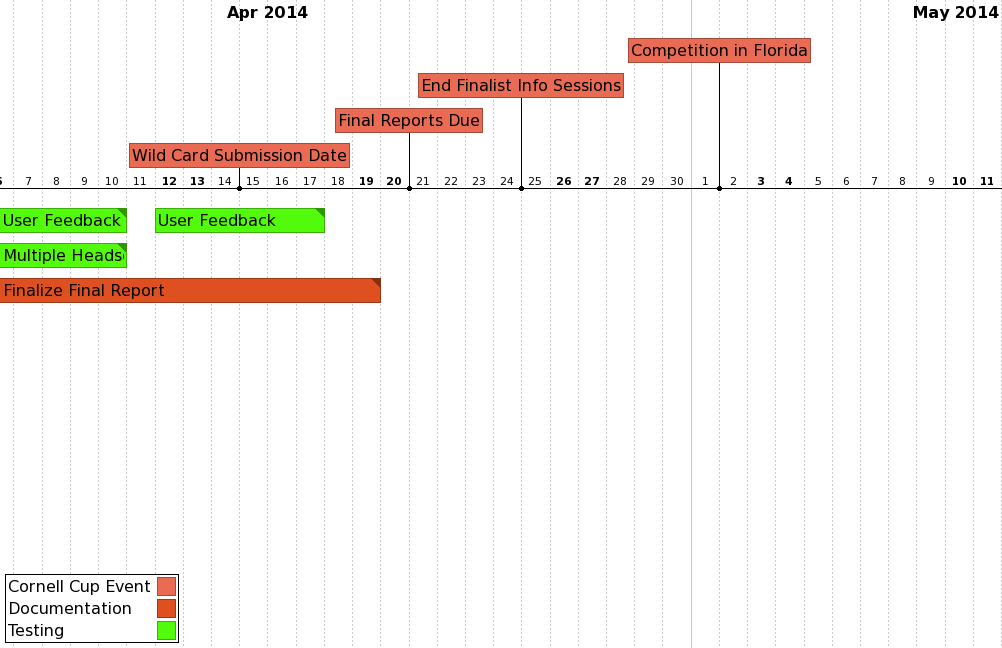 Apr 2014 May 2014
Competition in Florida
End Finalist Info Sessions
Final Reports Due
Wild Card Submission Date
7 8 9 10 11 12 13 14 15 16 17 18 19 20 21 22 23 24 25 26 27 28 29 30 1 2 3 4 5 6 7 8 9 10 11
User Feedback User Feedback
Multiple Heads
Finalize Final Report
Cornell Cup Event
Documentation
Testing